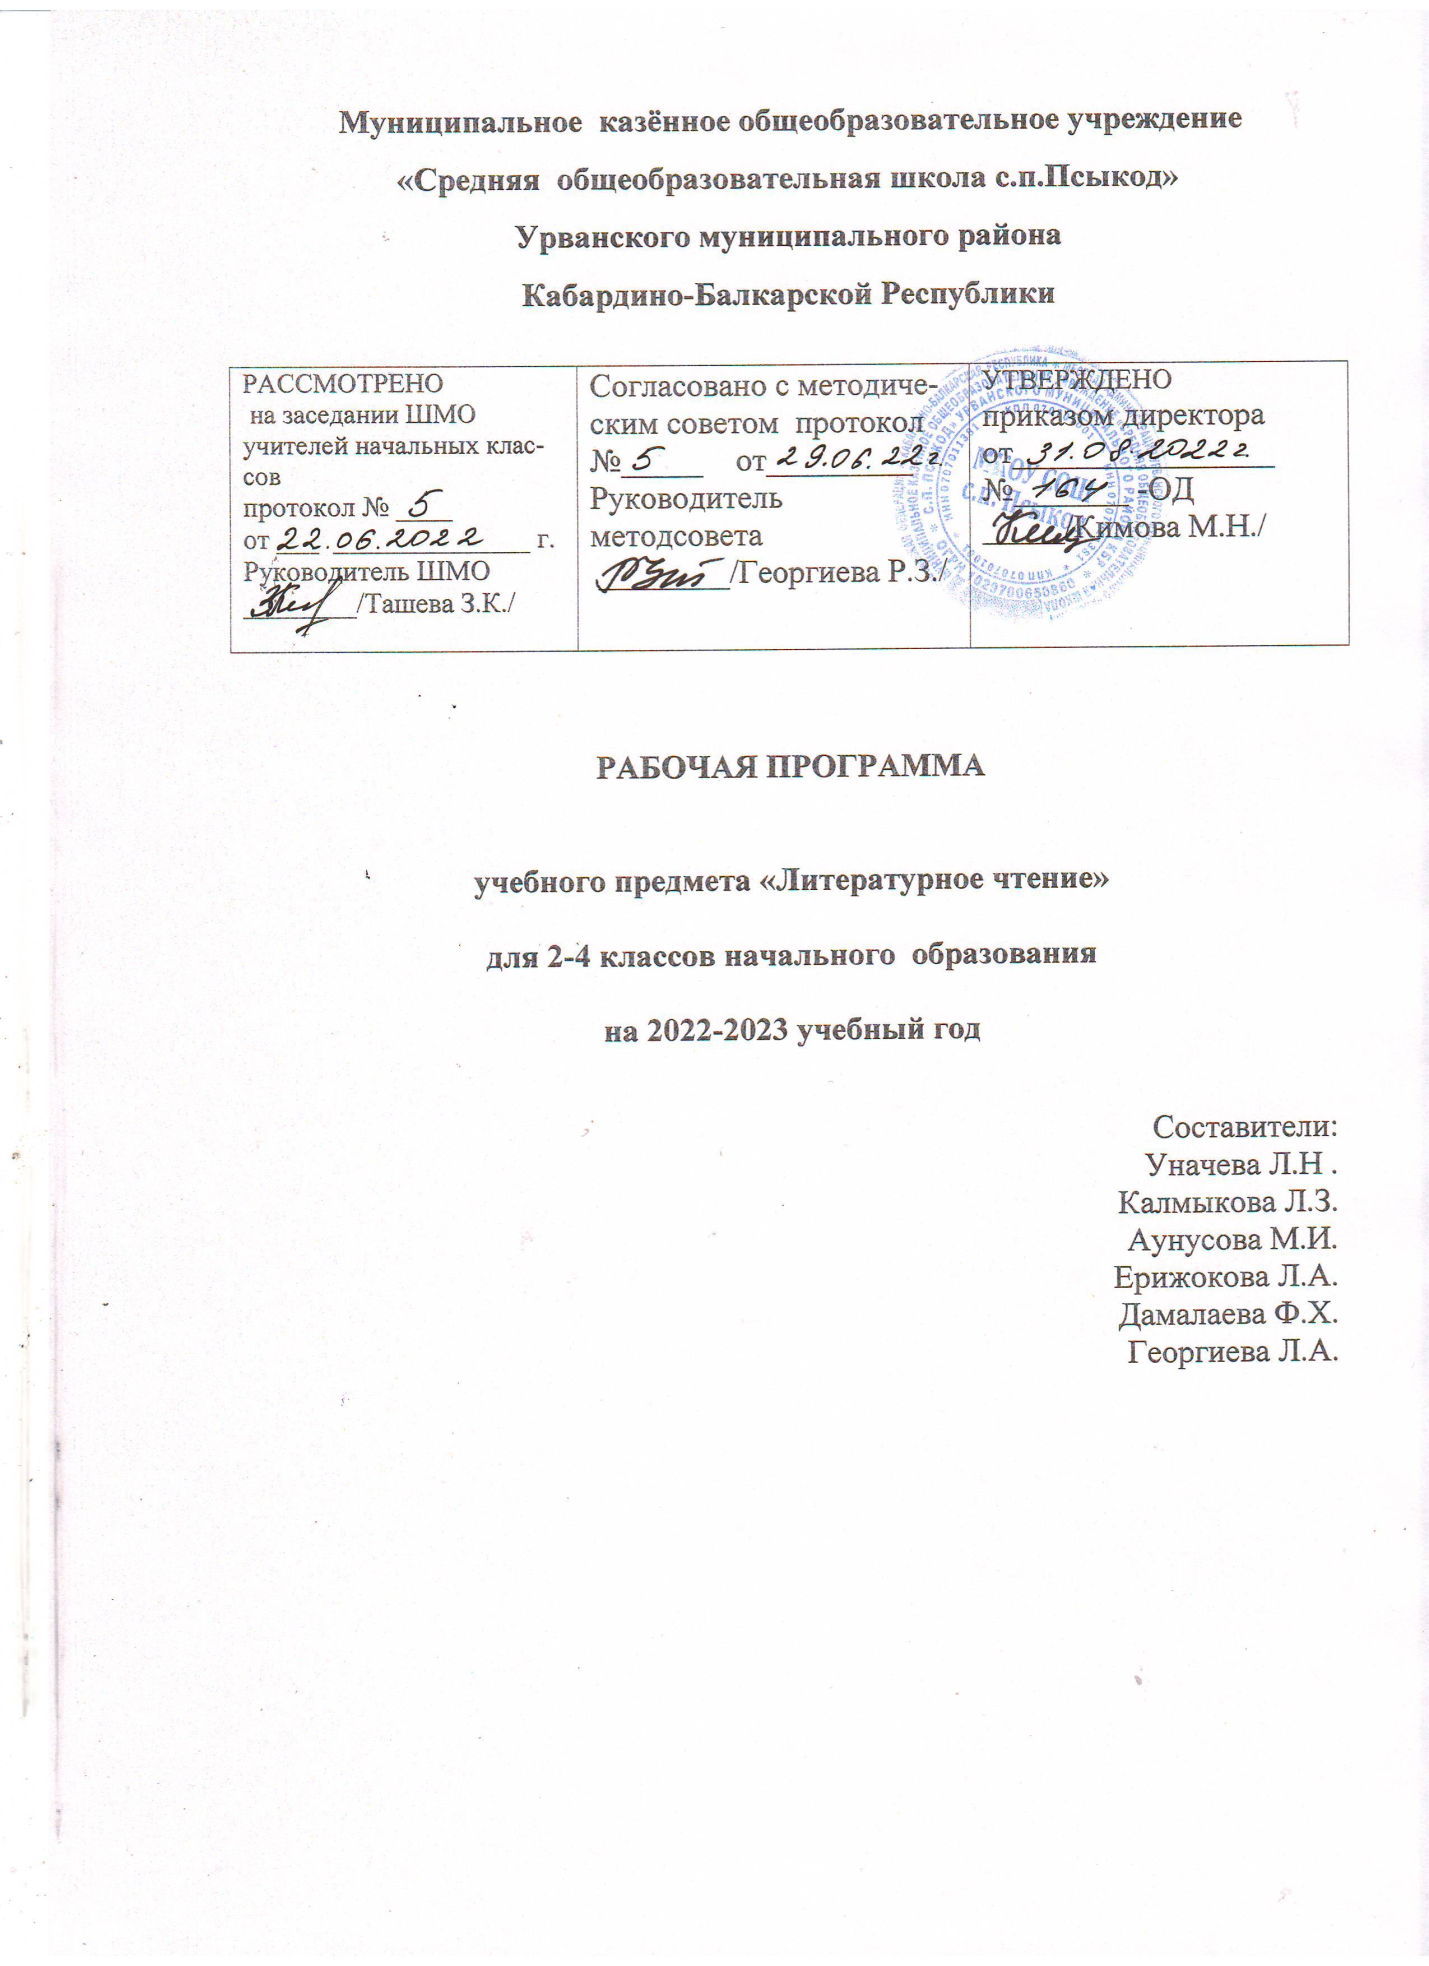 Муниципальное казённое общеобразовательное учреждение
«Средняя общеобразовательная школа с.п.Псыкод»
Урванского муниципального района
Кабардино-Балкарской Республики
РАССМОТРЕНО
на заседании ШМО
учителей начальных клас-
сов
протокол № 5
от 22.06.2022 г.
Руководитель ШМО
/Ташева З.К./
Согласовано с методиче-
ским советом протокол
№ 5 от 29.06.22г.
Руководитель
методсовета
/Георгиева Р.З./
УТВЕРЖДЕНО
приказом директора
от 31.08.2022г.
№ 164 -ОД
/Кимова М.Н./
МКОУ СОШ
с.п. Псыкод
РАБОЧАЯ ПРОГРАММА
учебного предмета «Литературное чтение»
для 2-4 классов начального образования
на 2022-2023 учебный год
Составители:
Уначева Л.Н .
Калмыкова Л.З.
Аунусова М.И.
Ерижокова Л.А.
Дамалаева Ф.Х.
Георгиева Л.А.